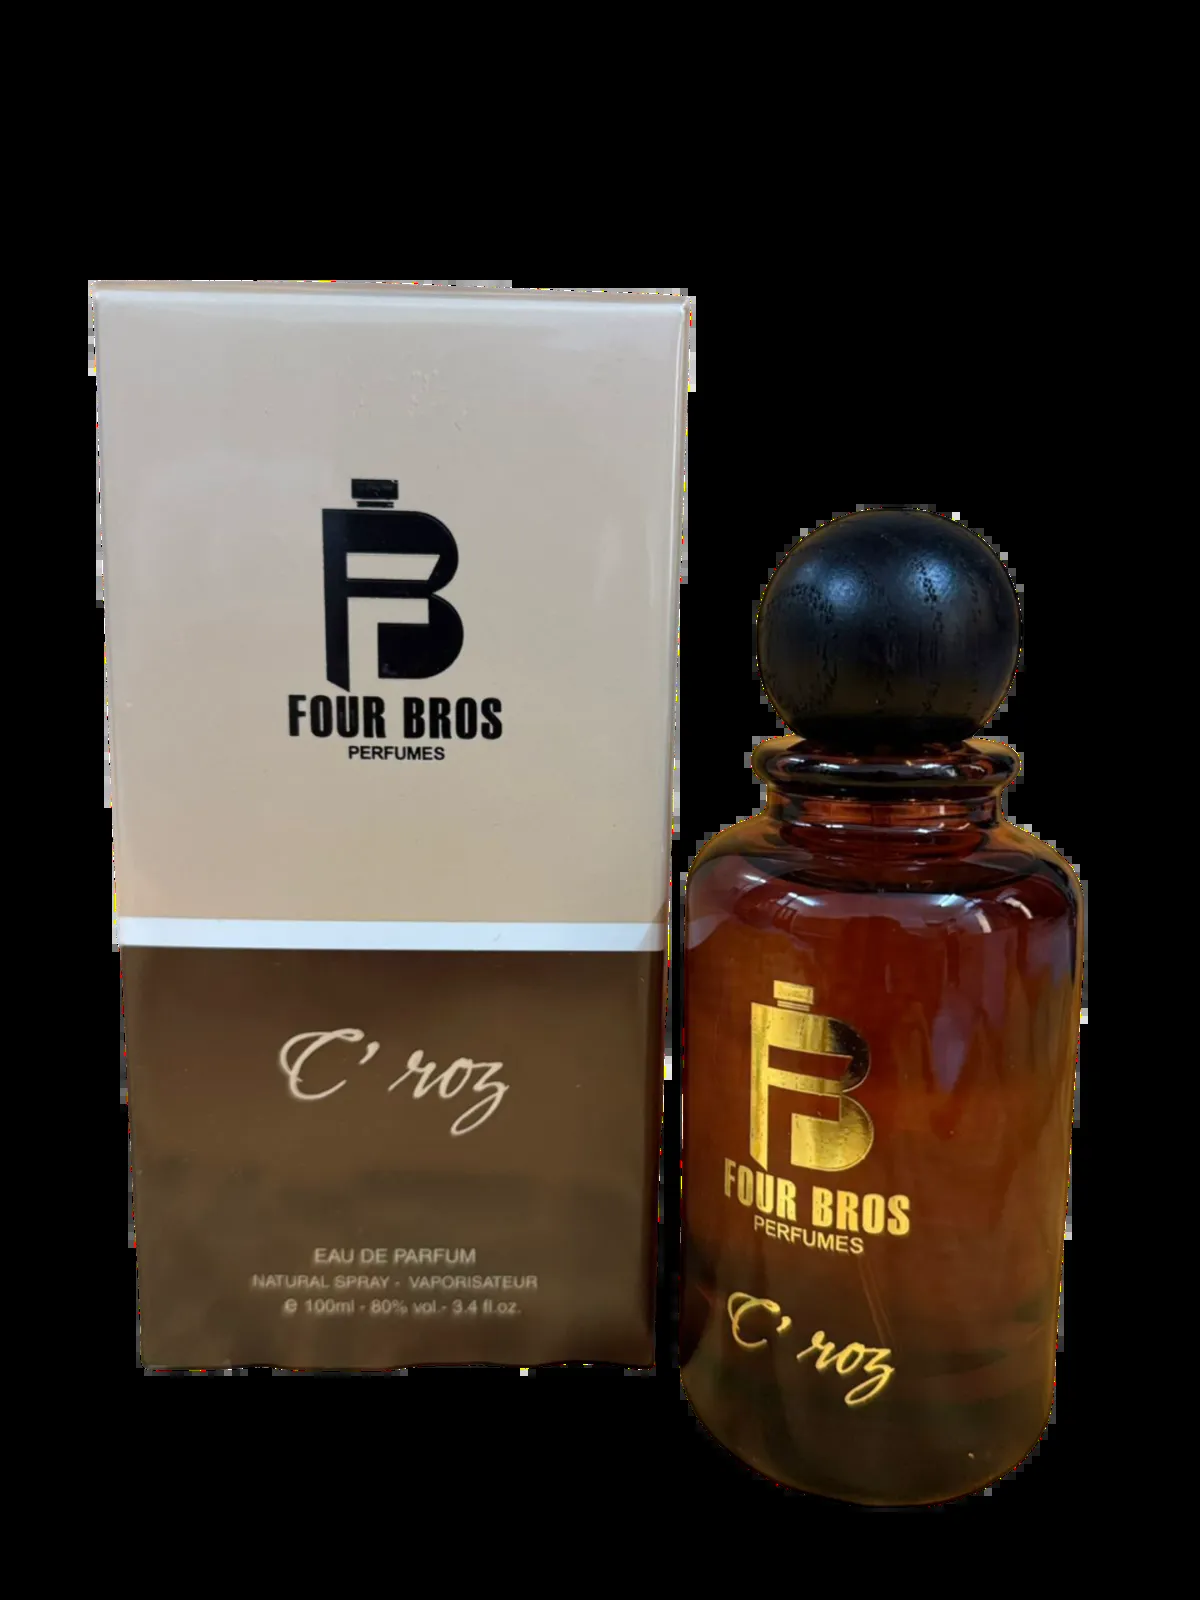 FOUR BROS
PERFUMES
C' roz
EAU DE PARFUM
NATURAL SPRAY - VAPORISATEUR
℮ 100ml - 80% vol.- 3.4 fl.oz.
FOUR BROS
PERFUMES
C' roz